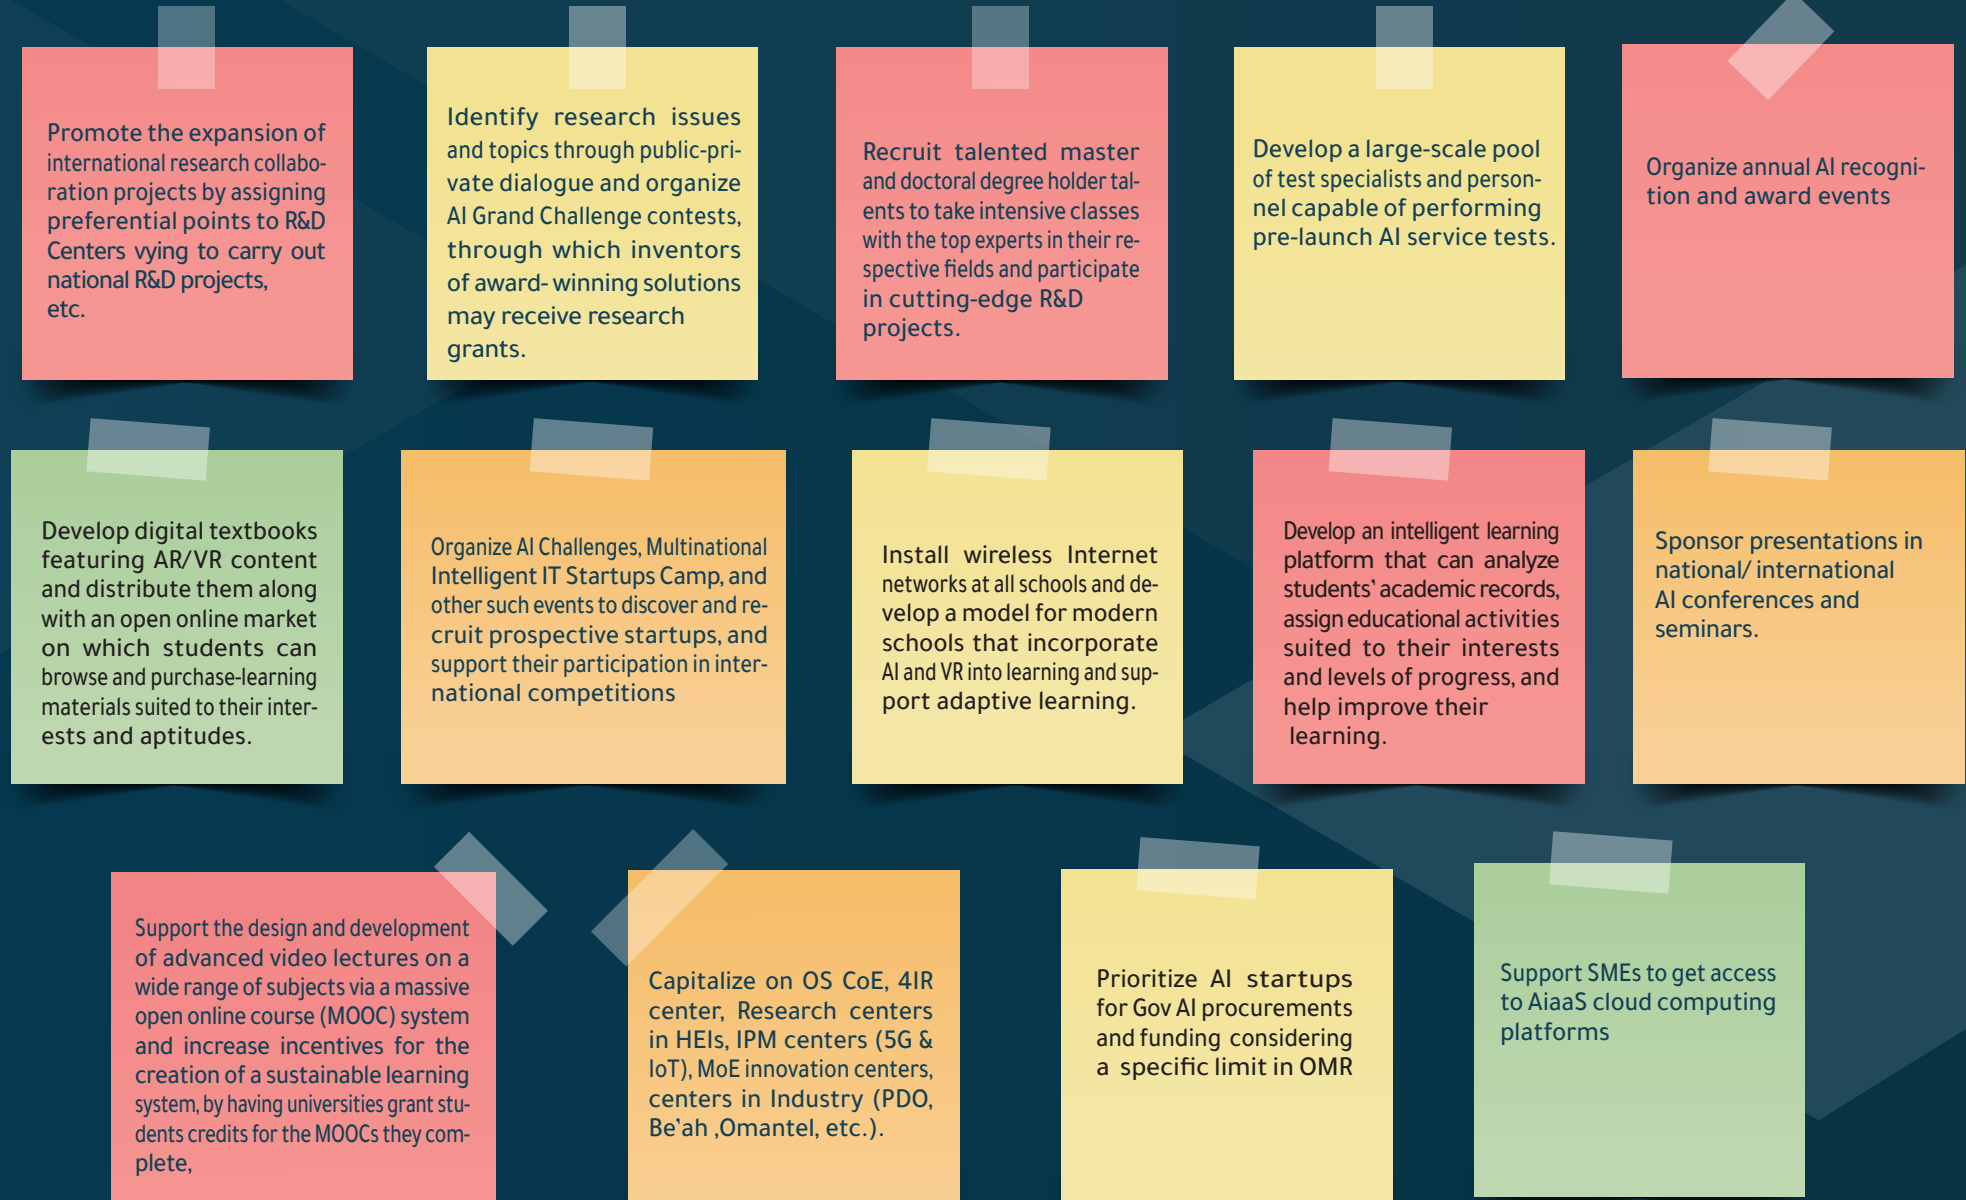 Promote the expansion of
international research collabo-
ration projects by assigning
preferential points to R&D
Centers vying to carry out
national R&D projects,
etc.
Identify research issues
and topics through public-pri-
vate dialogue and organize
AI Grand Challenge contests,
through which inventors
of award- winning solutions
may receive research
grants.
Recruit talented master
and doctoral degree holder tal-
ents to take intensive classes
with the top experts in their re-
spective fields and participate
in cutting-edge R&D
projects.
Develop a large-scale pool
of test specialists and person-
nel capable of performing
pre-launch AI service tests.
Organize annual AI recogni-
tion and award events
Develop digital textbooks
featuring AR/VR content
and distribute them along
with an open online market
on which students can
browse and purchase-learning
materials suited to their inter-
ests and aptitudes.
Organize AI Challenges, Multinational
Intelligent IT Startups Camp, and
other such events to discover and re-
cruit prospective startups, and
support their participation in inter-
national competitions
Install wireless Internet
networks at all schools and de-
velop a model for modern
schools that incorporate
AI and VR into learning and sup-
port adaptive learning.
Develop an intelligent learning
platform that can analyze
students' academic records,
assign educational activities
suited to their interests
and levels of progress, and
help improve their
learning.
Sponsor presentations in
national/ international
AI conferences and
seminars.
Support the design and development
of advanced video lectures on a
wide range of subjects via a massive
open online course (MOOC) system
and increase incentives for the
creation of a sustainable learning
system, by having universities grant stu-
dents credits for the MOOCs they com-
plete,
Capitalize on OS CoE, 4IR
center, Research centers
in HEIs, IPM centers (5G &
IoT), MoE innovation centers,
centers in Industry (PDO,
Be'ah ,Omantel, etc.).
Prioritize AI startups
for Gov AI procurements
and funding considering
a specific limit in OMR
Support SMEs to get access
to AiaaS cloud computing
platforms